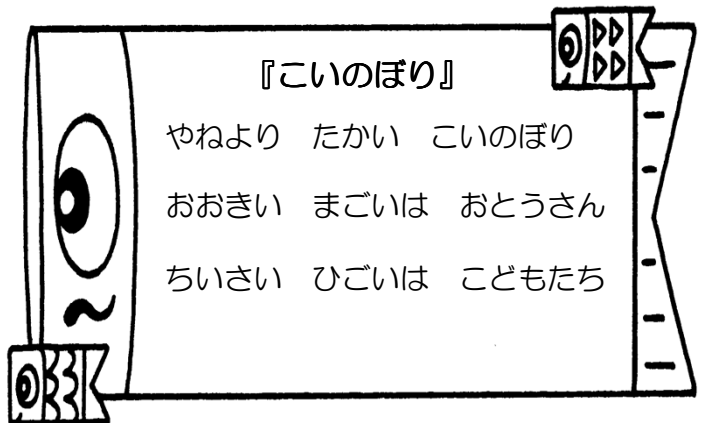 『こいのぼり』
やねより　たかい　こいのぼり
おおきい　まごいは　おとうさん
ちいさい　ひごいは　こどもたち